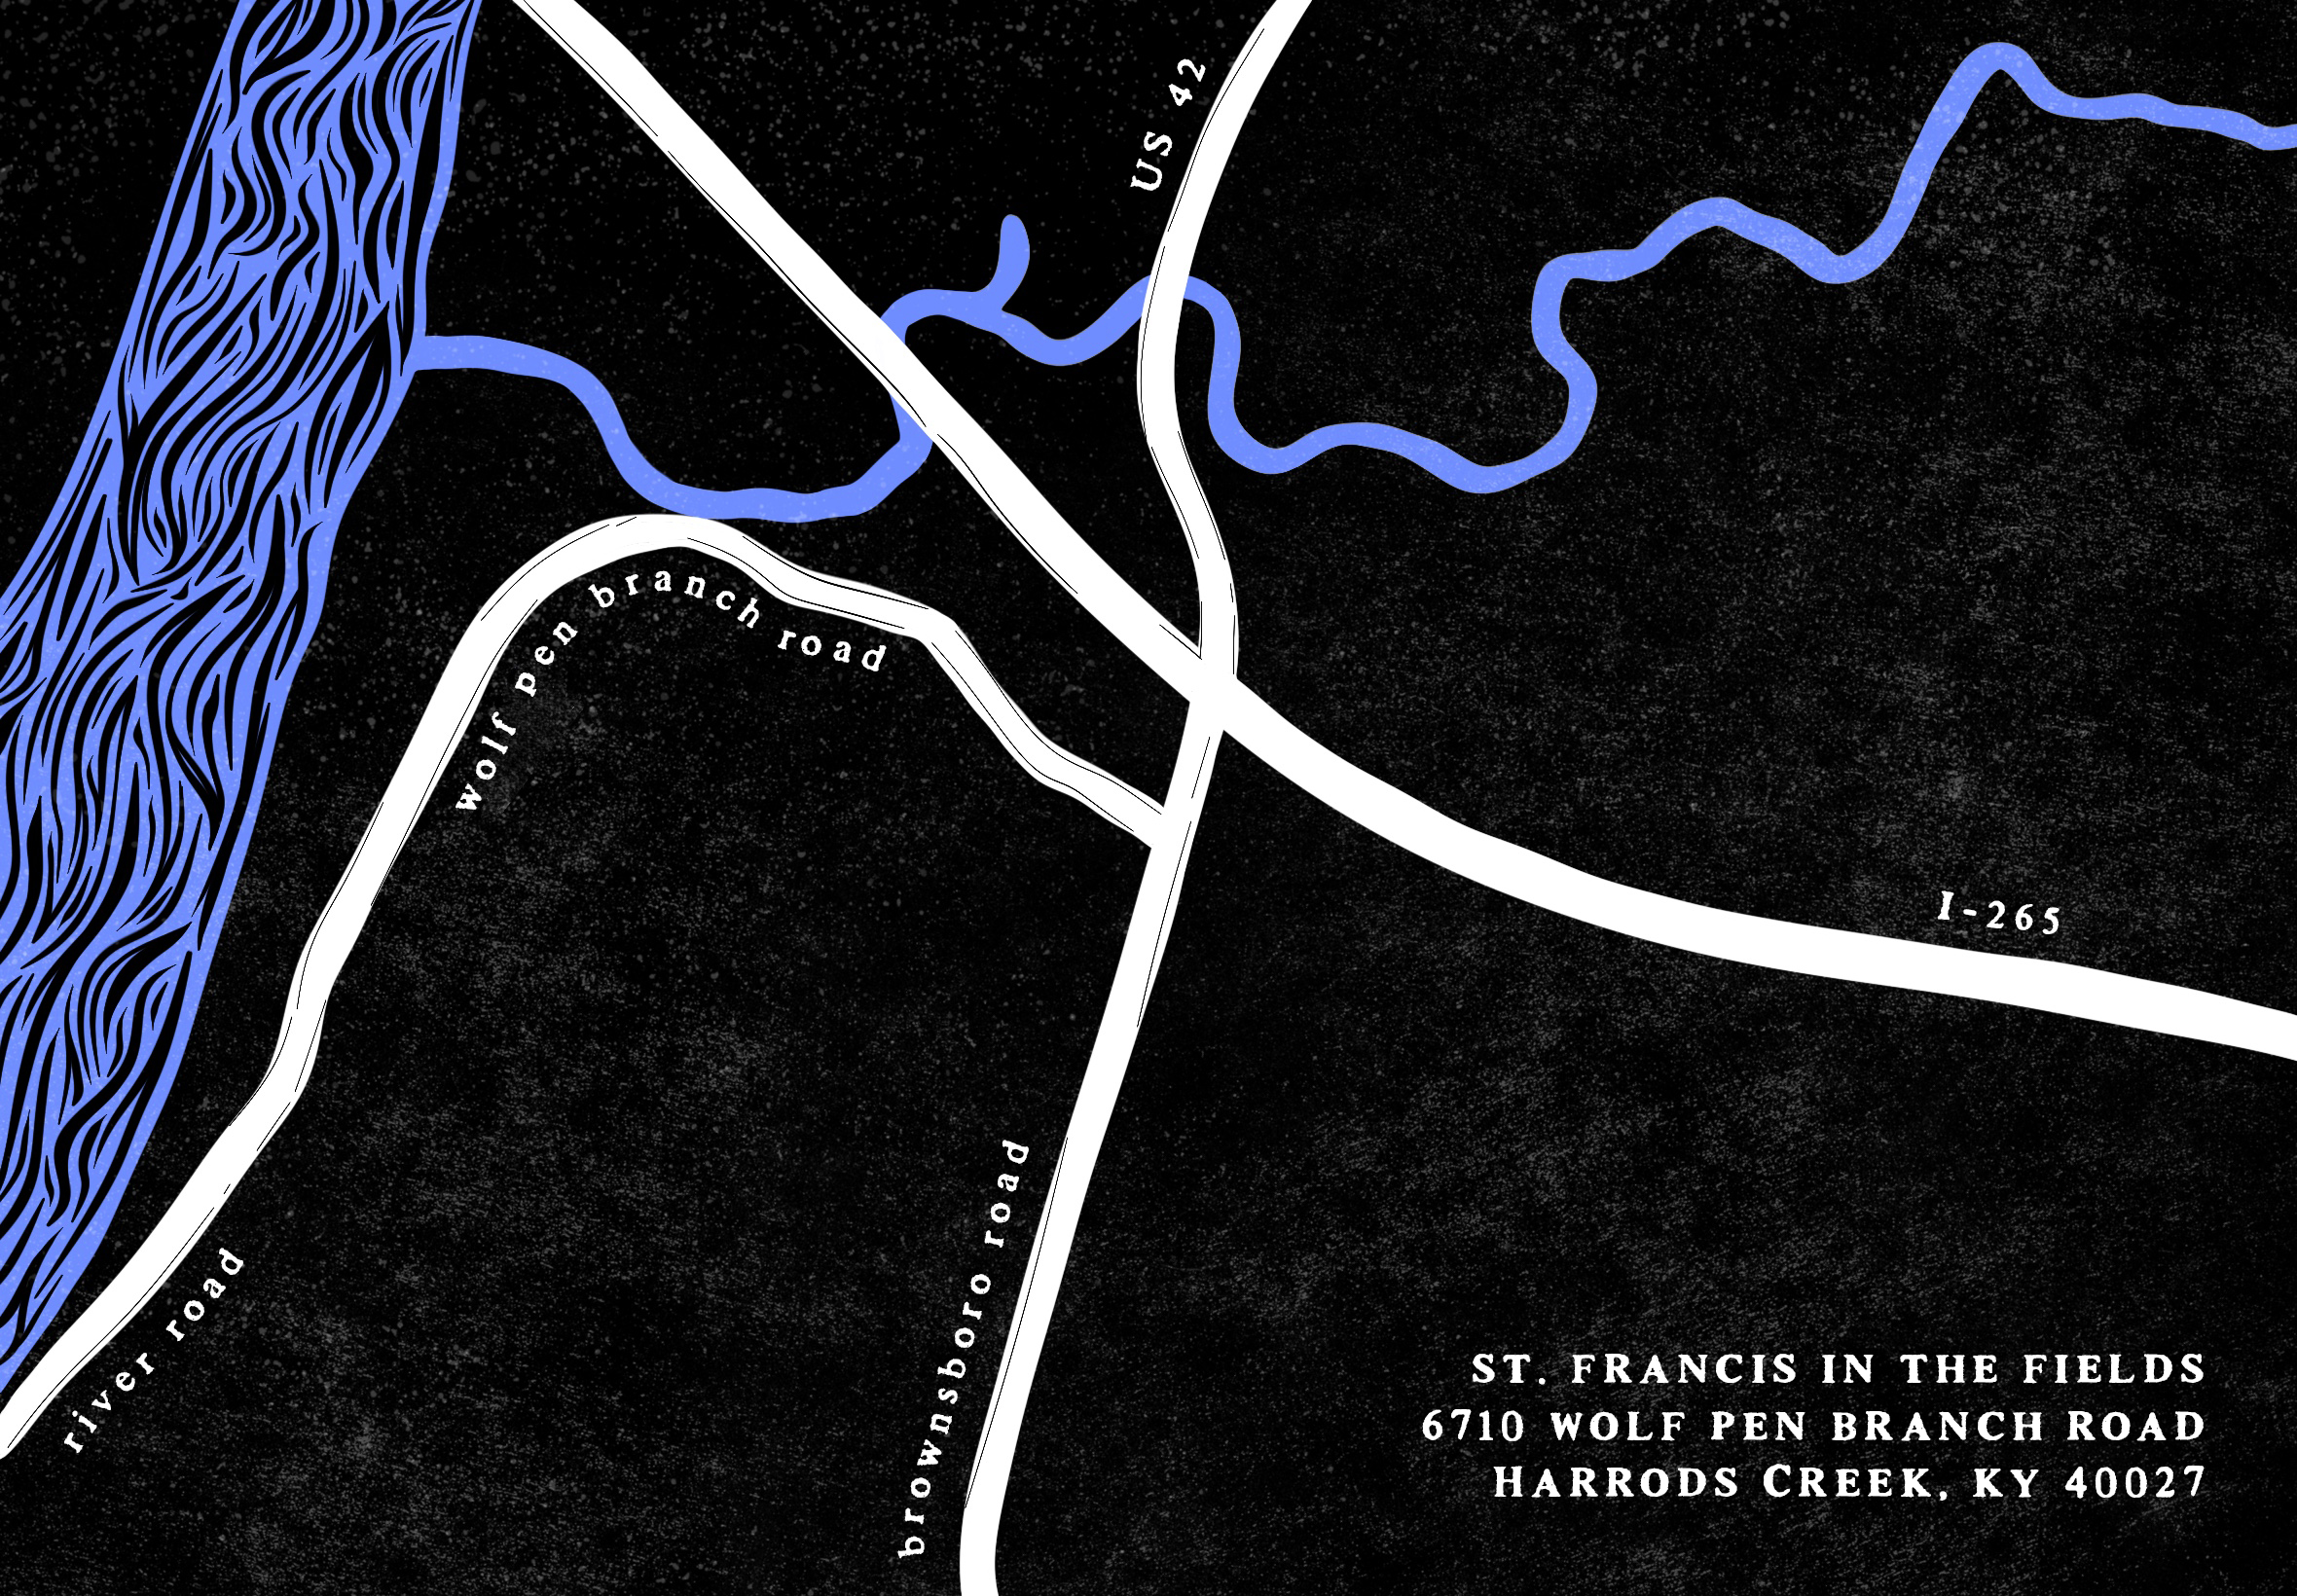 US 42
wolf pen branch road
I-265
brownsboro road
river road
ST. FRANCIS IN THE FIELDS
6710 WOLF PEN BRANCH ROAD
HARRODS CREEK, KY 40027